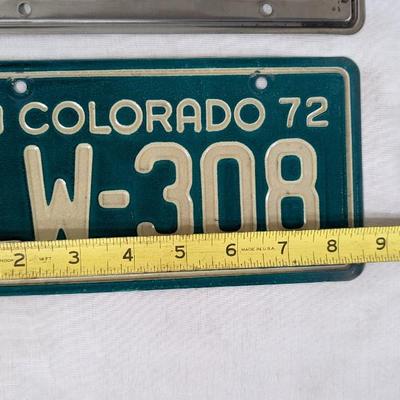 COLORADO 72
W-308
2 3 4 5 6 7 8 9
MADE IN U.S.A.